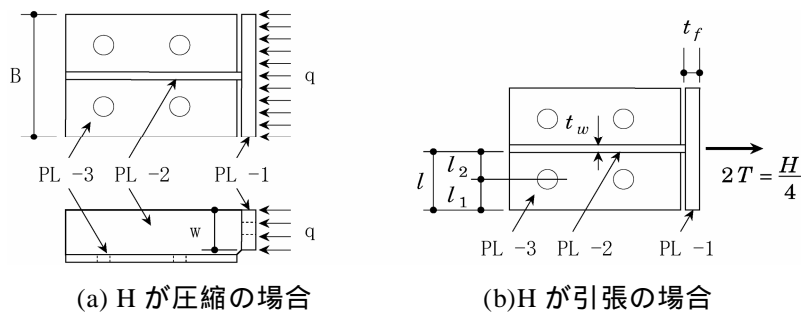 B
q
PL -3 PL -2 PL -1
w
q
(a) H が圧縮の場合
t_f
t_w
l
l_2
l_1
2T = H/4
PL -3 PL -2 PL -1
(b)H が引張の場合